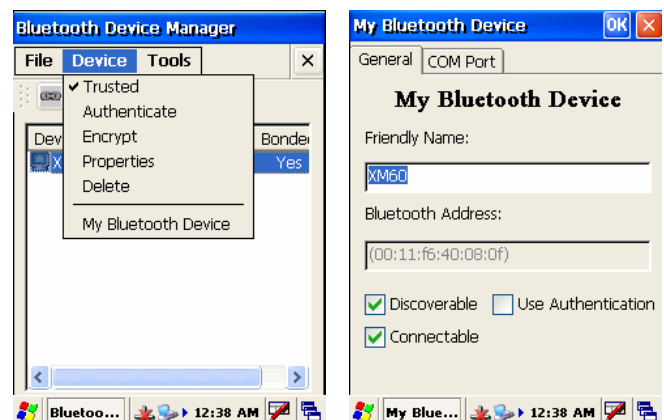 Bluetooth Device Manager
File Device Tools
Trusted
Authenticate
Encrypt
Properties
Delete
My Bluetooth Device
Dev Bonde
X Yes
Bluetoo... 12:38 AM
My Bluetooth Device OK
General COM Port
My Bluetooth Device
Friendly Name:
XM60
Bluetooth Address:
(00:11:f6:40:08:0f)
Discoverable Use Authentication
Connectable
My Blue... 12:38 AM